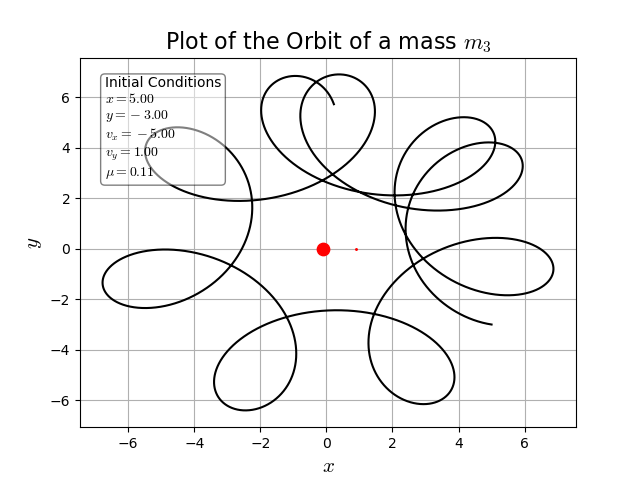 Plot of the Orbit of a mass m₃
Initial Conditions
x = 5.00
y = − 3.00
vₓ = − 5.00
v_y = 1.00
μ = 0.11
6
4
2
0
−2
−4
−6
y
−6 −4 −2 0 2 4 6
x